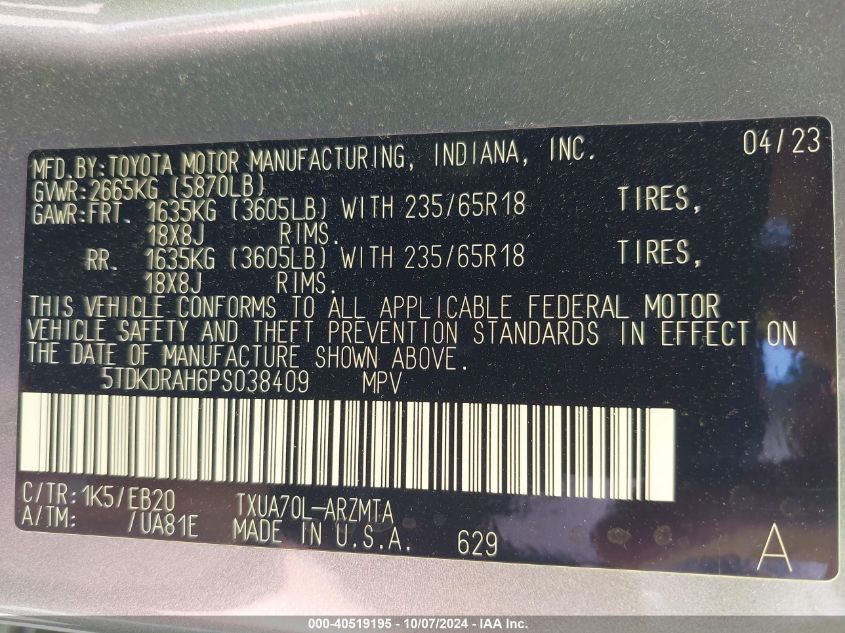 MFD.BY:TOYOTA MOTOR MANUFACTURING, INDIANA, INC. 04/23
GVWR:2665KG (5870LB)
GAWR:FRT. 1635KG (3605LB) WITH 235/65R18 TIRES,
18X8J RIMS.
RR. 1635KG (3605LB) WITH 235/65R18 TIRES,
18X8J RIMS.
THIS VEHICLE CONFORMS TO ALL APPLICABLE FEDERAL MOTOR
VEHICLE SAFETY AND THEFT PREVENTION STANDARDS IN EFFECT ON
THE DATE OF MANUFACTURE SHOWN ABOVE.
5TDKDRAH6PS038409 MPV
C/TR:1K5/EB20 TXUA70L-ARZMTA
A/TM: /UA81E MADE IN U.S.A. 629 A
000-40519195 - 10/07/2024 - IAA Inc.